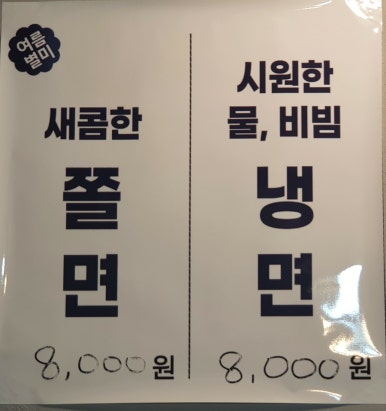 여름
별미
새콤한
쫄
면
8,000원
시원한
물, 비빔
냉
면
8,000원